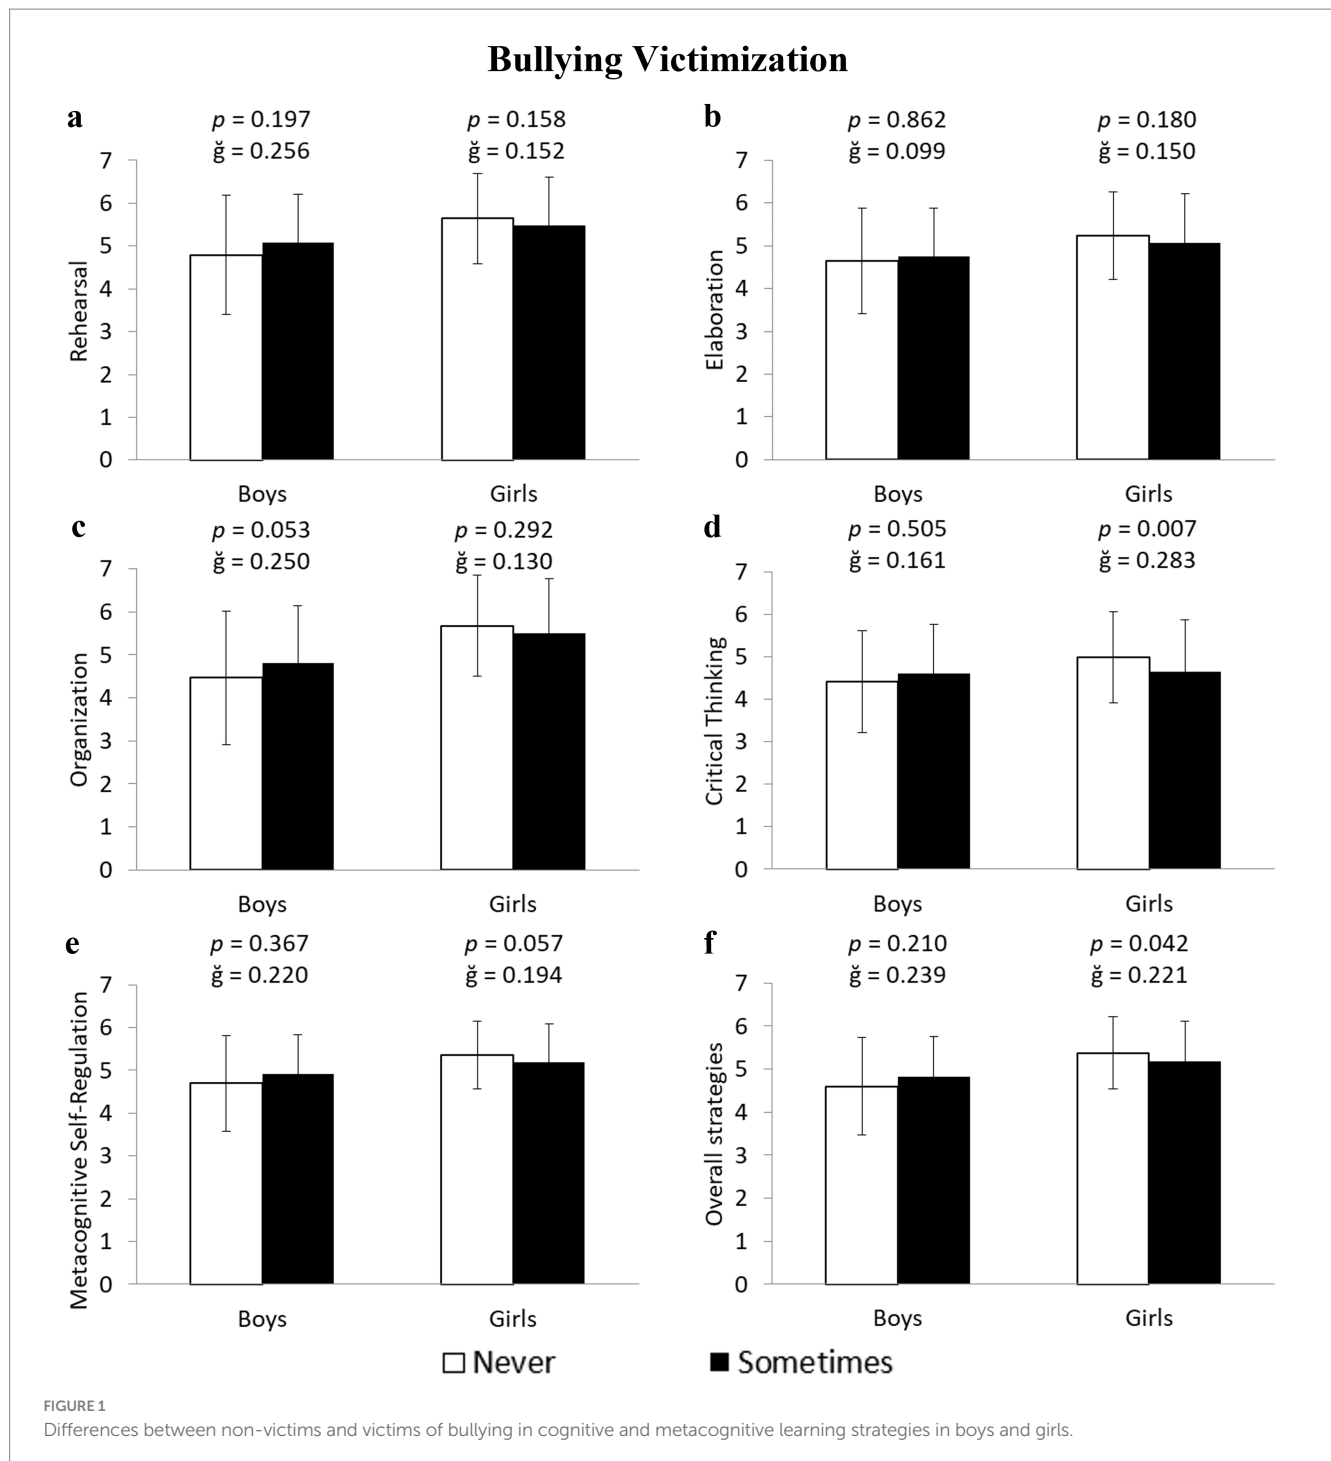 Bullying Victimization
a
p = 0.197
ğ = 0.256
p = 0.158
ğ = 0.152
7
6
5
4
3
2
1
0
Rehearsal
Boys
Girls
b
p = 0.862
ğ = 0.099
p = 0.180
ğ = 0.150
7
6
5
4
3
2
1
0
Elaboration
Boys
Girls
c
p = 0.053
ğ = 0.250
p = 0.292
ğ = 0.130
7
6
5
4
3
2
1
0
Organization
Boys
Girls
d
p = 0.505
ğ = 0.161
p = 0.007
ğ = 0.283
7
6
5
4
3
2
1
0
Critical Thinking
Boys
Girls
e
p = 0.367
ğ = 0.220
p = 0.057
ğ = 0.194
7
6
5
4
3
2
1
0
Metacognitive Self-Regulation
Boys
Girls
f
p = 0.210
ğ = 0.239
p = 0.042
ğ = 0.221
7
6
5
4
3
2
1
0
Overall strategies
Boys
Girls
Never
Sometimes
FIGURE 1
Differences between non-victims and victims of bullying in cognitive and metacognitive learning strategies in boys and girls.